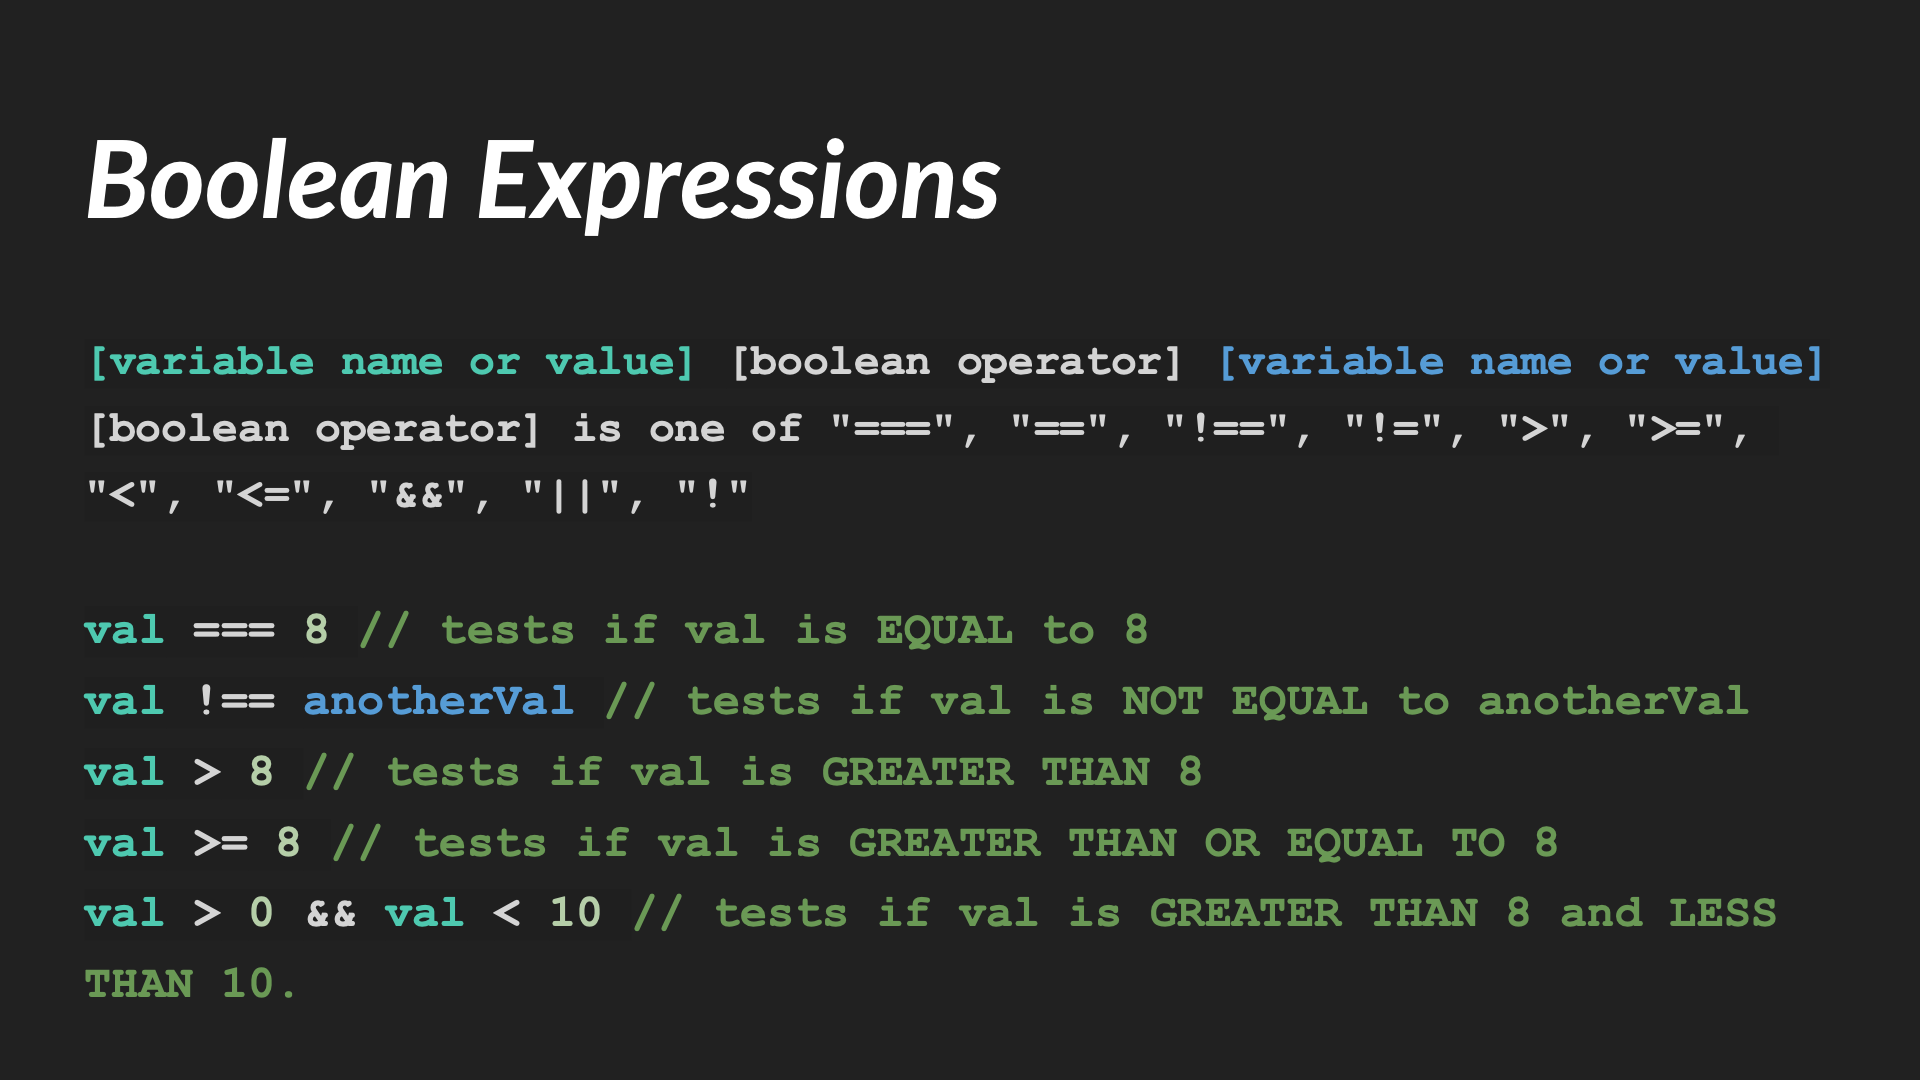 Boolean Expressions
[variable name or value] [boolean operator] [variable name or value]
[boolean operator] is one of "===", "==", "!==", "!=", ">", ">=",
"<", "<=", "&&", "||", "!"
val === 8 // tests if val is EQUAL to 8
val !== anotherVal // tests if val is NOT EQUAL to anotherVal
val > 8 // tests if val is GREATER THAN 8
val >= 8 // tests if val is GREATER THAN OR EQUAL TO 8
val > 0 && val < 10 // tests if val is GREATER THAN 8 and LESS
THAN 10.